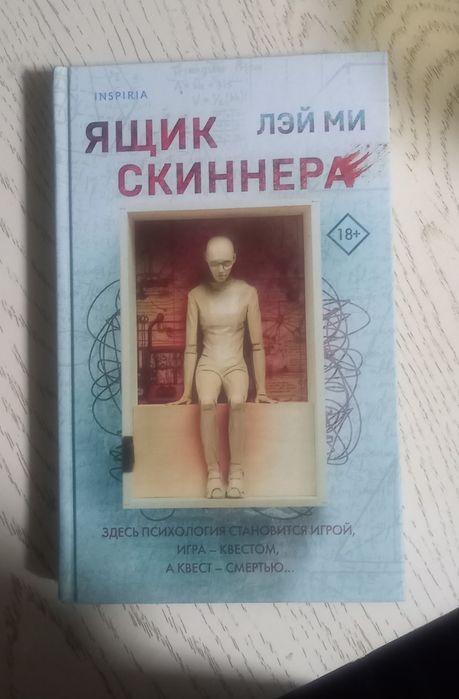 INSPIRIA
ЛЭЙ МИ
ЯЩИК
СКИННЕРА
18+
ЗДЕСЬ ПСИХОЛОГИЯ СТАНОВИТСЯ ИГРОЙ,
ИГРА – КВЕСТОМ,
А КВЕСТ – СМЕРТЬЮ...